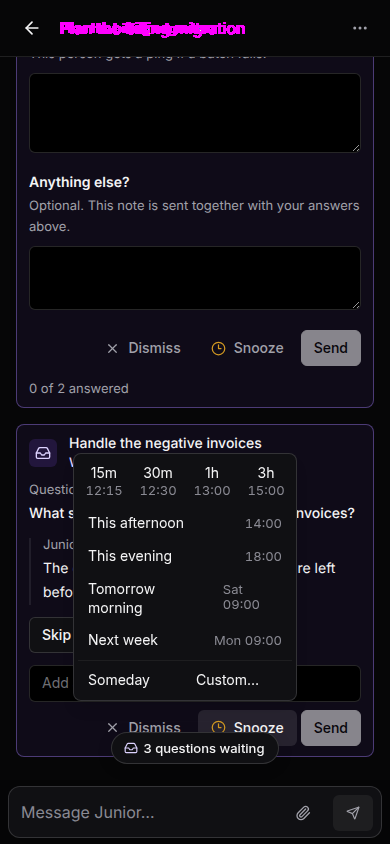 This person gets a ping if a batch fails.
Anything else?
Optional. This note is sent together with your answers
above.
Dismiss
Snooze
Send
0 of 2 answered
Handle the negative invoices
15m
30m
1h
3h
12:15
12:30
13:00
15:00
This afternoon
14:00
This evening
18:00
Tomorrow
morning
Sat
09:00
Next week
Mon 09:00
Someday
Custom...
What
nvoices?
The
re left
Skip
Add
Dismiss
Snooze
Send
3 questions waiting
Message Junior...